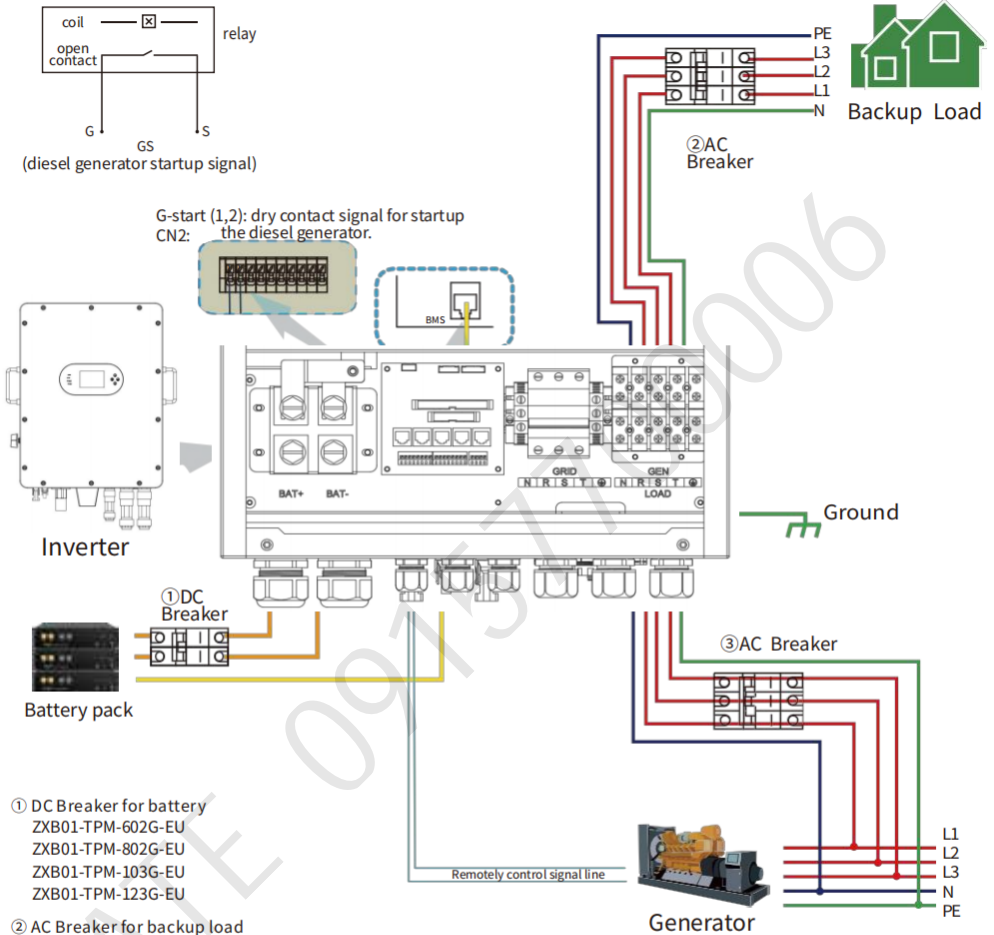 coil
open
contact
relay
G
S
GS
(diesel generator startup signal)
G-start (1,2): dry contact signal for startup
CN2: the diesel generator.
BMS
PE
L3
L2
L1
N
Backup Load
②AC
Breaker
Inverter
BAT+ BAT-
GRID
N R S T
GEN
N R S T
LOAD
Ground
①DC
Breaker
Battery pack
③AC Breaker
① DC Breaker for battery
ZXB01-TPM-602G-EU
ZXB01-TPM-802G-EU
ZXB01-TPM-103G-EU
ZXB01-TPM-123G-EU
② AC Breaker for backup load
Remotely control signal line
Generator
L1
L2
L3
N
PE